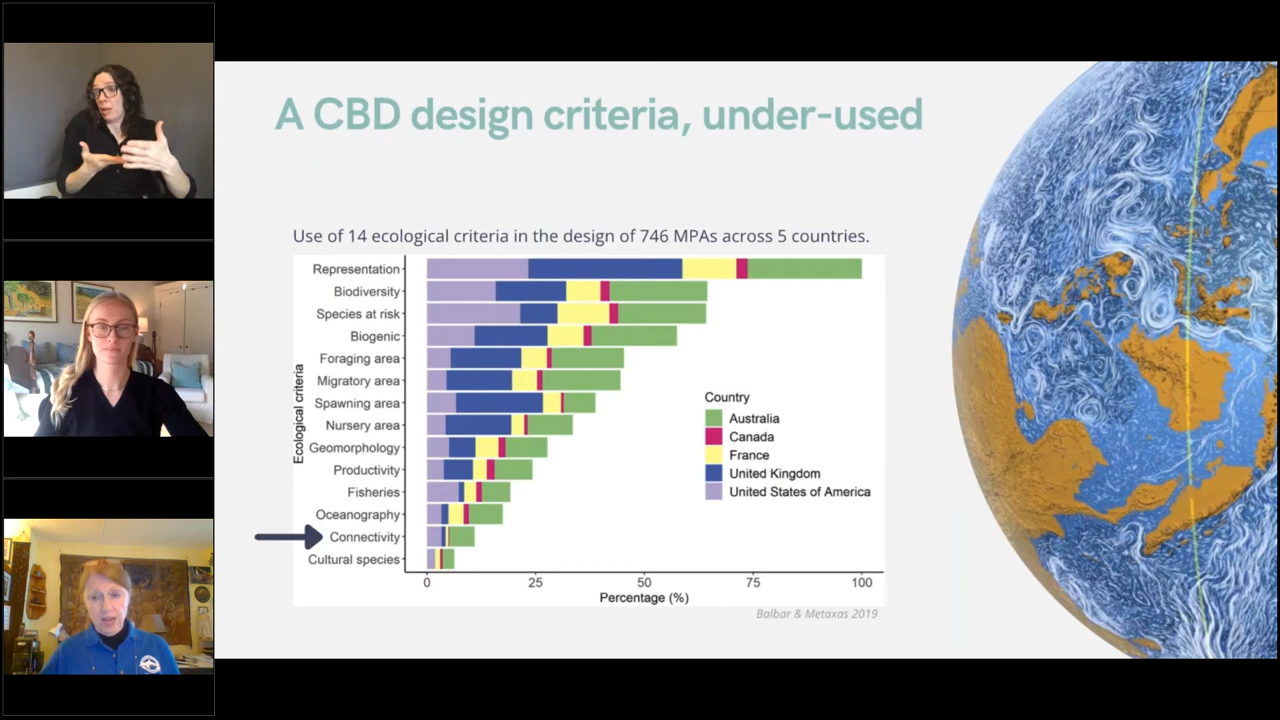 A CBD design criteria, under-used
Use of 14 ecological criteria in the design of 746 MPAs across 5 countries.
Ecological criteria
Representation
Biodiversity
Species at risk
Biogenic
Foraging area
Migratory area
Spawning area
Nursery area
Geomorphology
Productivity
Fisheries
Oceanography
Connectivity
Cultural species
Country
Australia
Canada
France
United Kingdom
United States of America
0 25 50 75 100
Percentage (%)
Balbar & Metaxas 2019